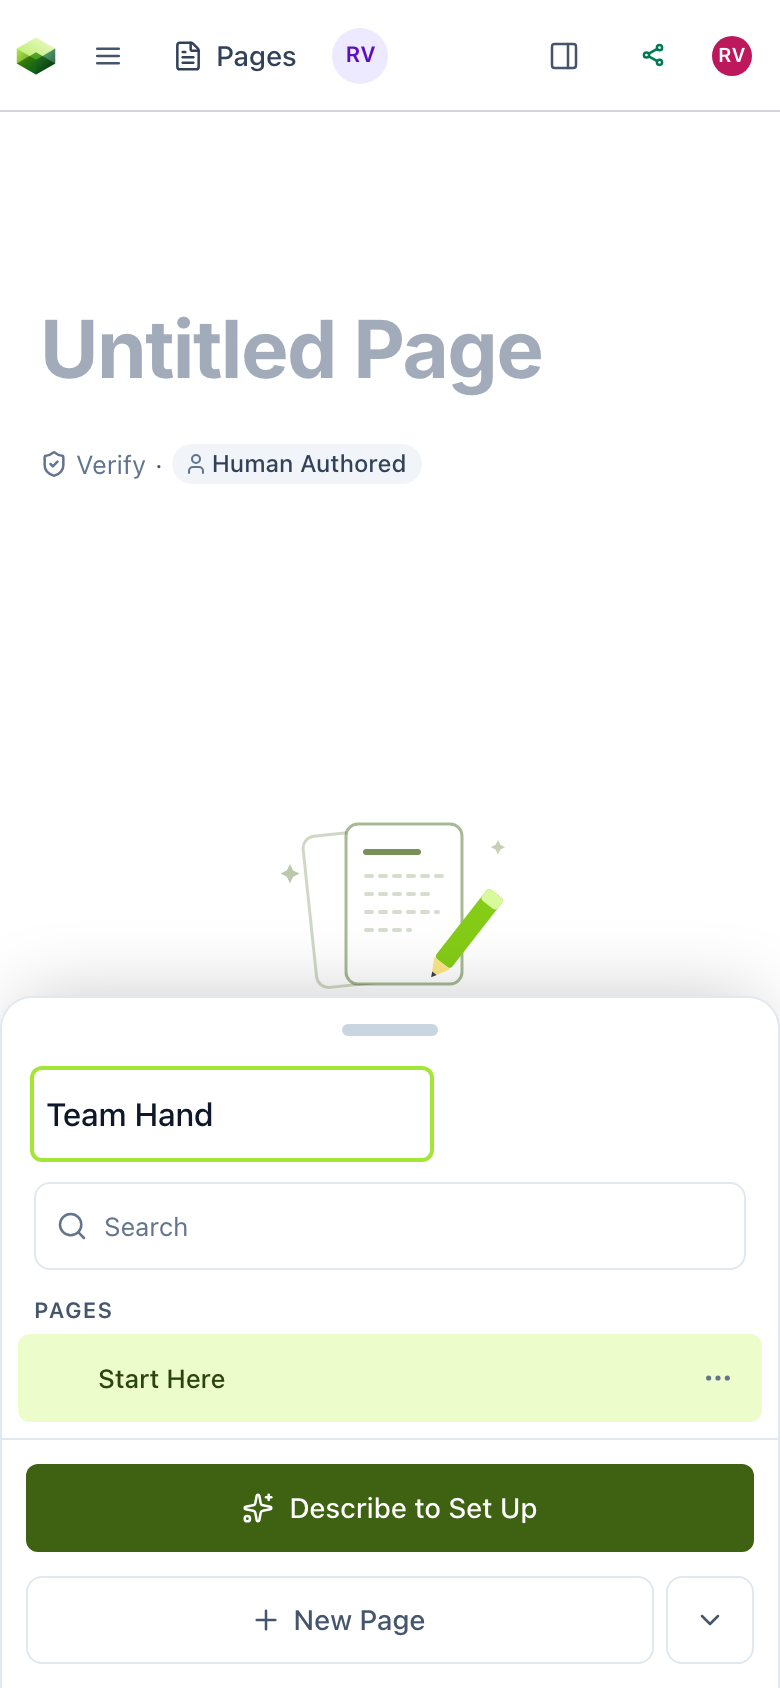 Pages RV RV
Untitled Page
Verify · Human Authored
Team Hand
Search
PAGES
Start Here
Describe to Set Up
New Page